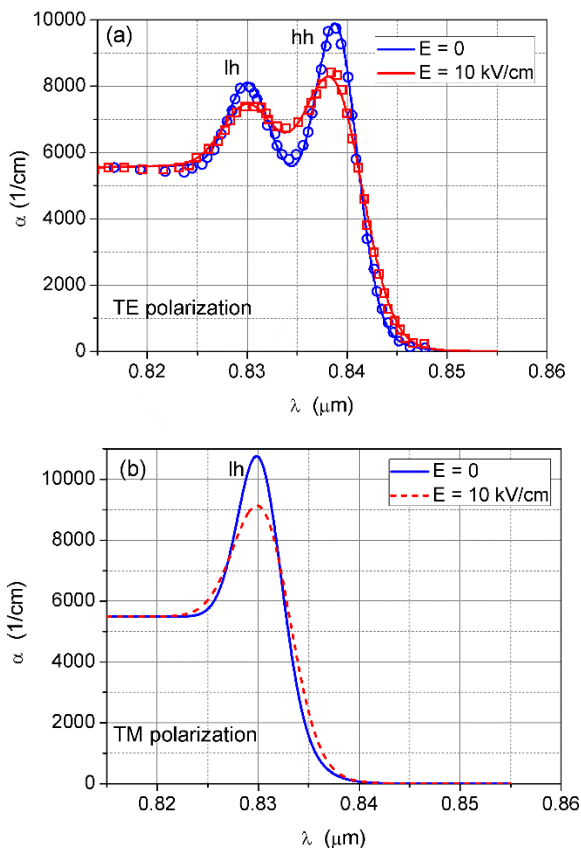 (a)
lh
hh
E = 0
E = 10 kV/cm
10000
8000
6000
4000
2000
0
α (1/cm)
TE polarization
0.82 0.83 0.84 0.85 0.86
λ (μm)
(b)
lh
E = 0
E = 10 kV/cm
10000
8000
6000
4000
2000
0
α (1/cm)
TM polarization
0.82 0.83 0.84 0.85 0.86
λ (μm)